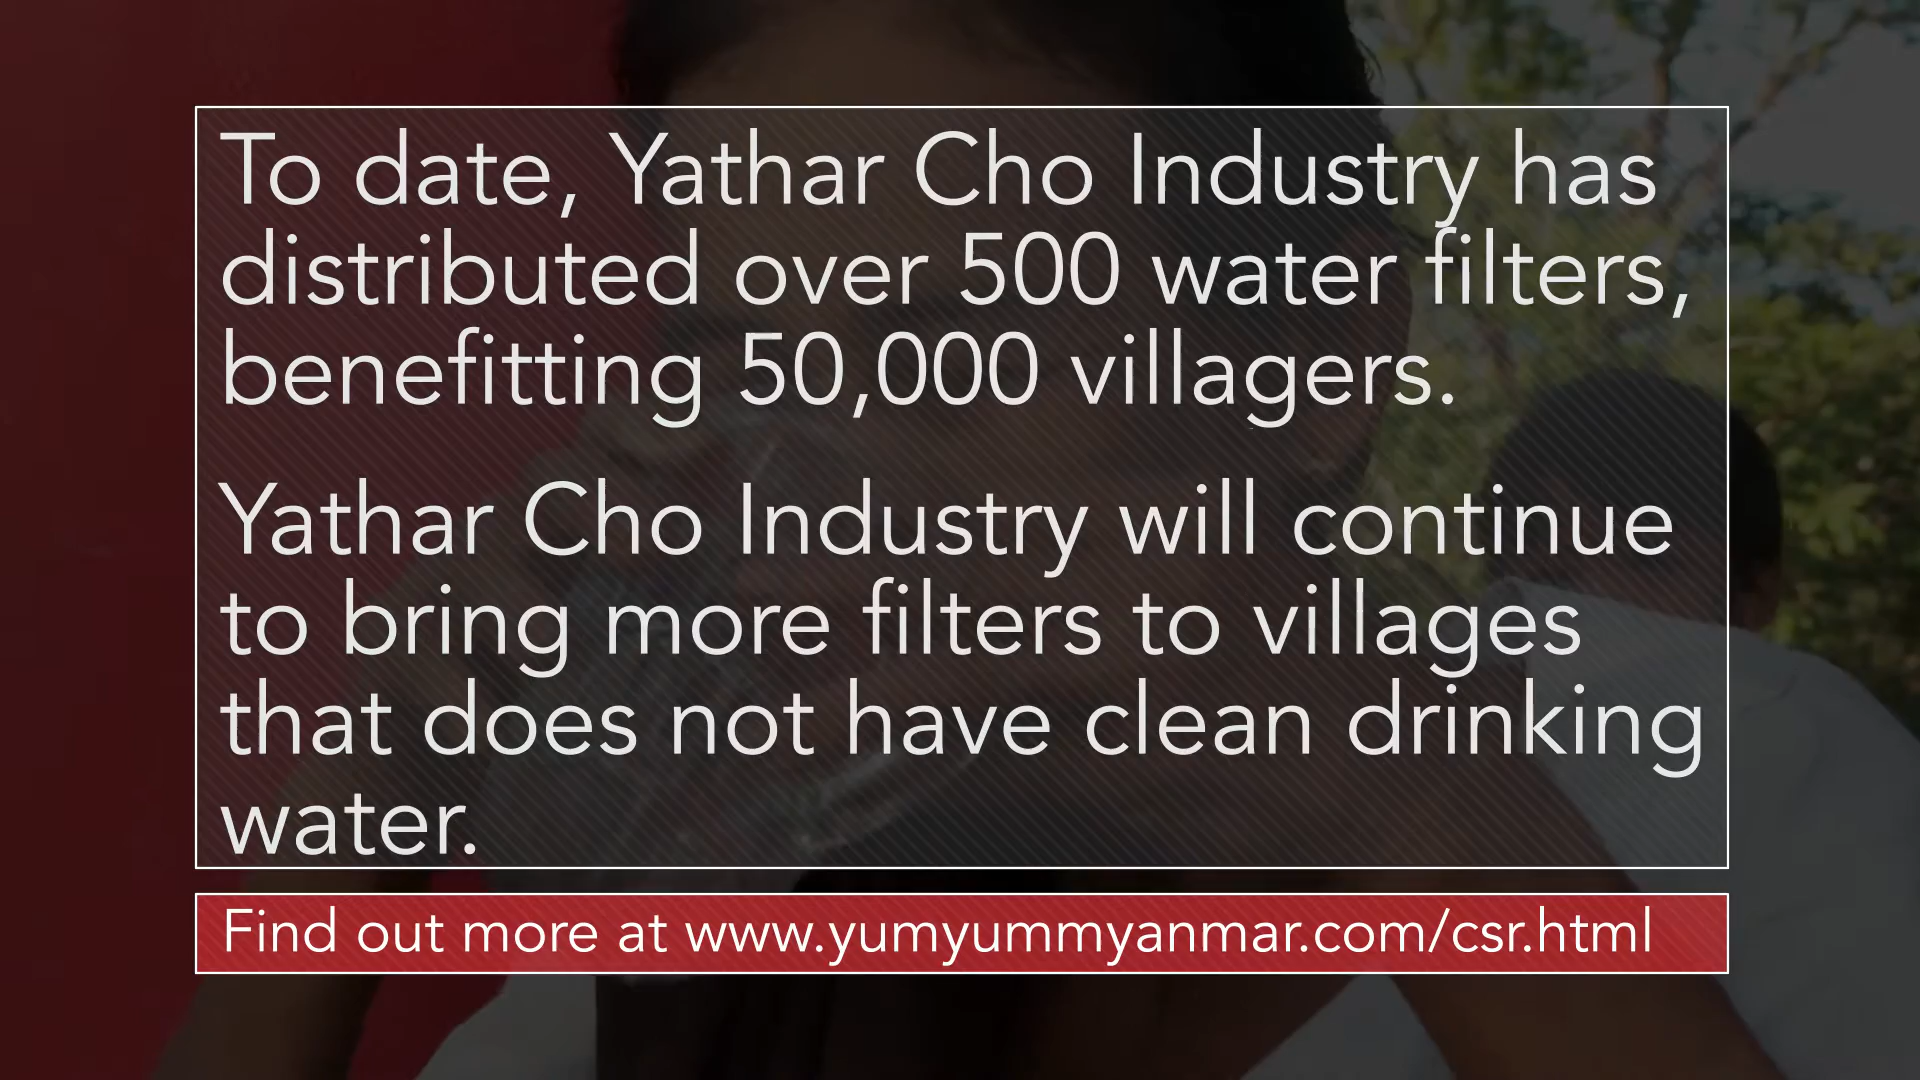 To date, Yathar Cho Industry has
distributed over 500 water filters,
benefitting 50,000 villagers.
Yathar Cho Industry will continue
to bring more filters to villages
that does not have clean drinking
water.
Find out more at www.yumyummyanmar.com/csr.html